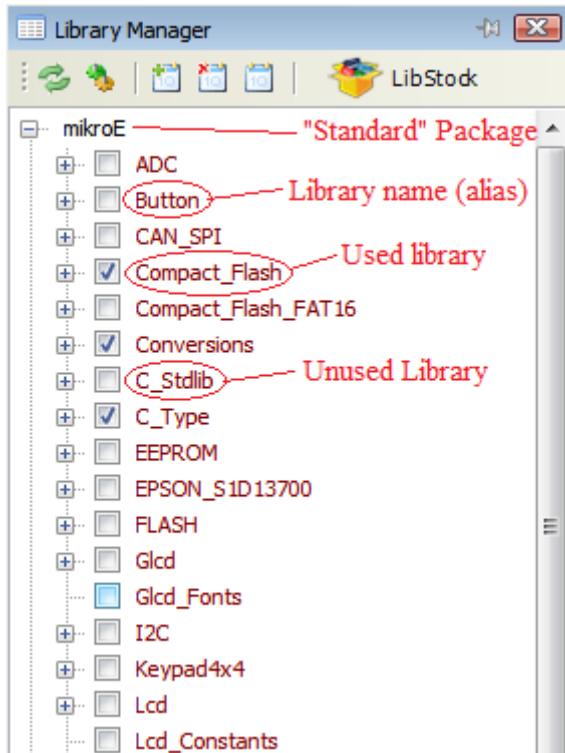 Library Manager
LibStock
mikroE "Standard" Package
ADC
Button Library name (alias)
CAN_SPI
Compact_Flash Used library
Compact_Flash_FAT16
Conversions
C_Stdlib Unused Library
C_Type
EEPROM
EPSON_S1D13700
FLASH
Glcd
Glcd_Fonts
I2C
Keypad4x4
Lcd
Lcd_Constants